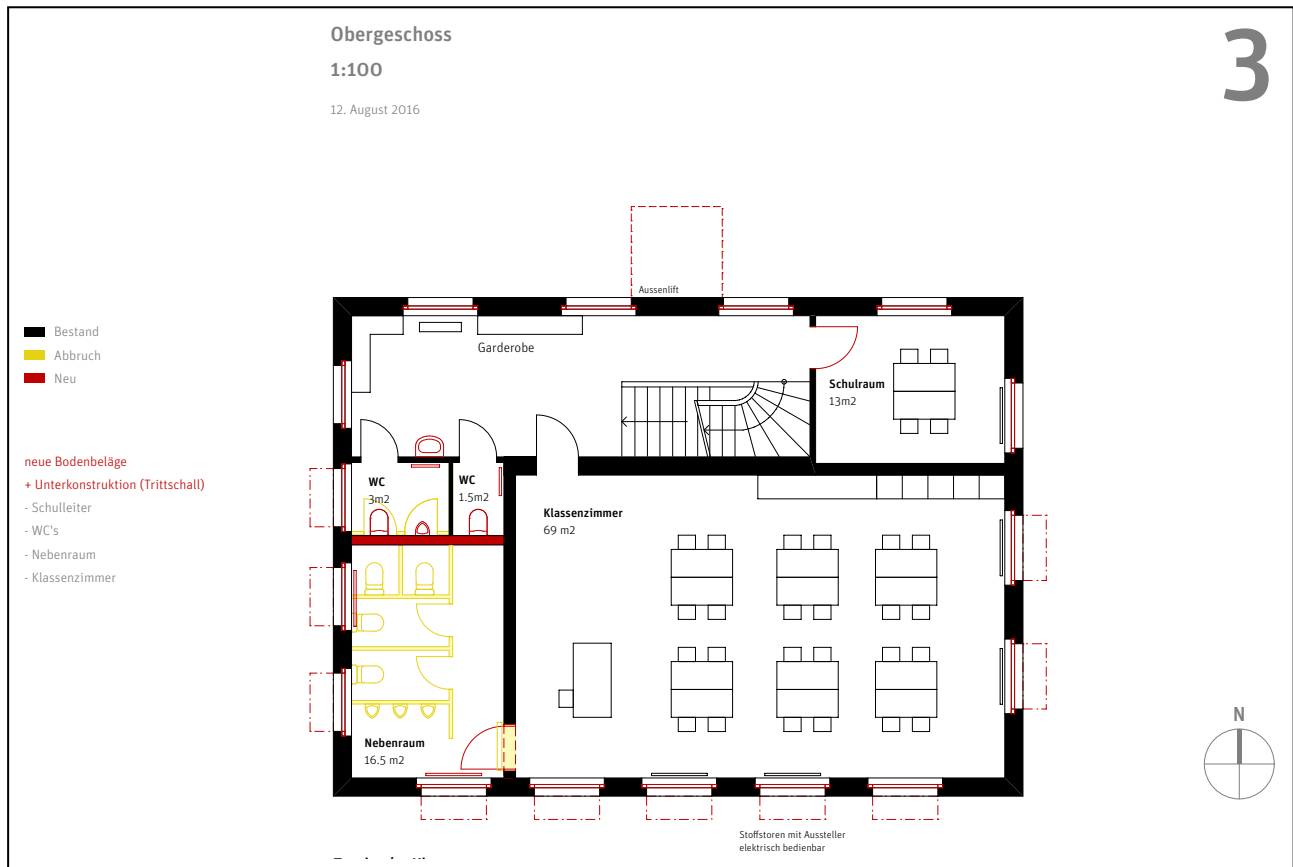 Obergeschoss
1:100
12. August 2016
3
Aussenlift
Bestand
Abbruch
Neu
Garderobe
Schulraum
13m2
neue Bodenbeläge
+ Unterkonstruktion (Trittschall)
- Schulleiter
- WC's
- Nebenraum
- Klassenzimmer
WC
3m2
WC
1.5m2
Klassenzimmer
69 m2
Nebenraum
16.5 m2
N
Stoffstoren mit Aussteller
elektrisch bedienbar